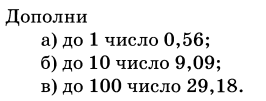 Дополни
а) до 1 число 0,56;
б) до 10 число 9,09;
в) до 100 число 29,18.